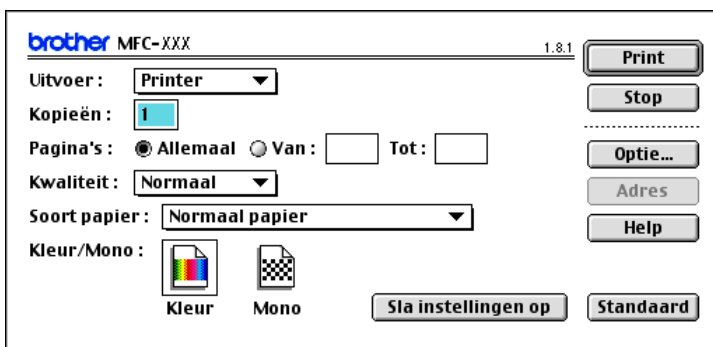 brother MFC-XXX
1.8.1
Print
Uitvoer: Printer
Stop
Kopieën: 1
Pagina's: Allemaal Van: Tot:
Optie...
Kwaliteit: Normaal
Adres
Soort papier: Normaal papier
Help
Kleur/Mono:
Kleur Mono
Sla instellingen op
Standaard